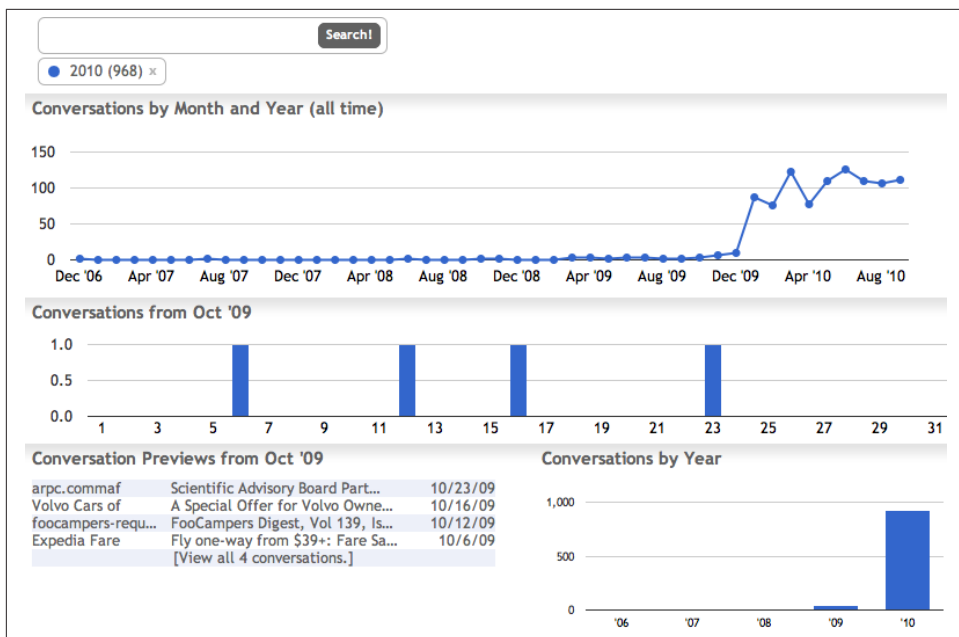 Search!
2010 (968) ×
Conversations by Month and Year (all time)
150
100
50
0
Dec '06 Apr '07 Aug '07 Dec '07 Apr '08 Aug '08 Dec '08 Apr '09 Aug '09 Dec '09 Apr '10 Aug '10
Conversations from Oct '09
1.0
0.5
0.0
1 3 5 7 9 11 13 15 17 19 21 23 25 27 29 31
Conversation Previews from Oct '09
arpc.commaf Scientific Advisory Board Part... 10/23/09
Volvo Cars of A Special Offer for Volvo Owne... 10/16/09
foocampers-requ... FooCampers Digest, Vol 139, Is... 10/12/09
Expedia Fare Fly one-way from $39+: Fare Sa... 10/6/09
[View all 4 conversations.]
Conversations by Year
1,000
500
0
'06 '07 '08 '09 '10